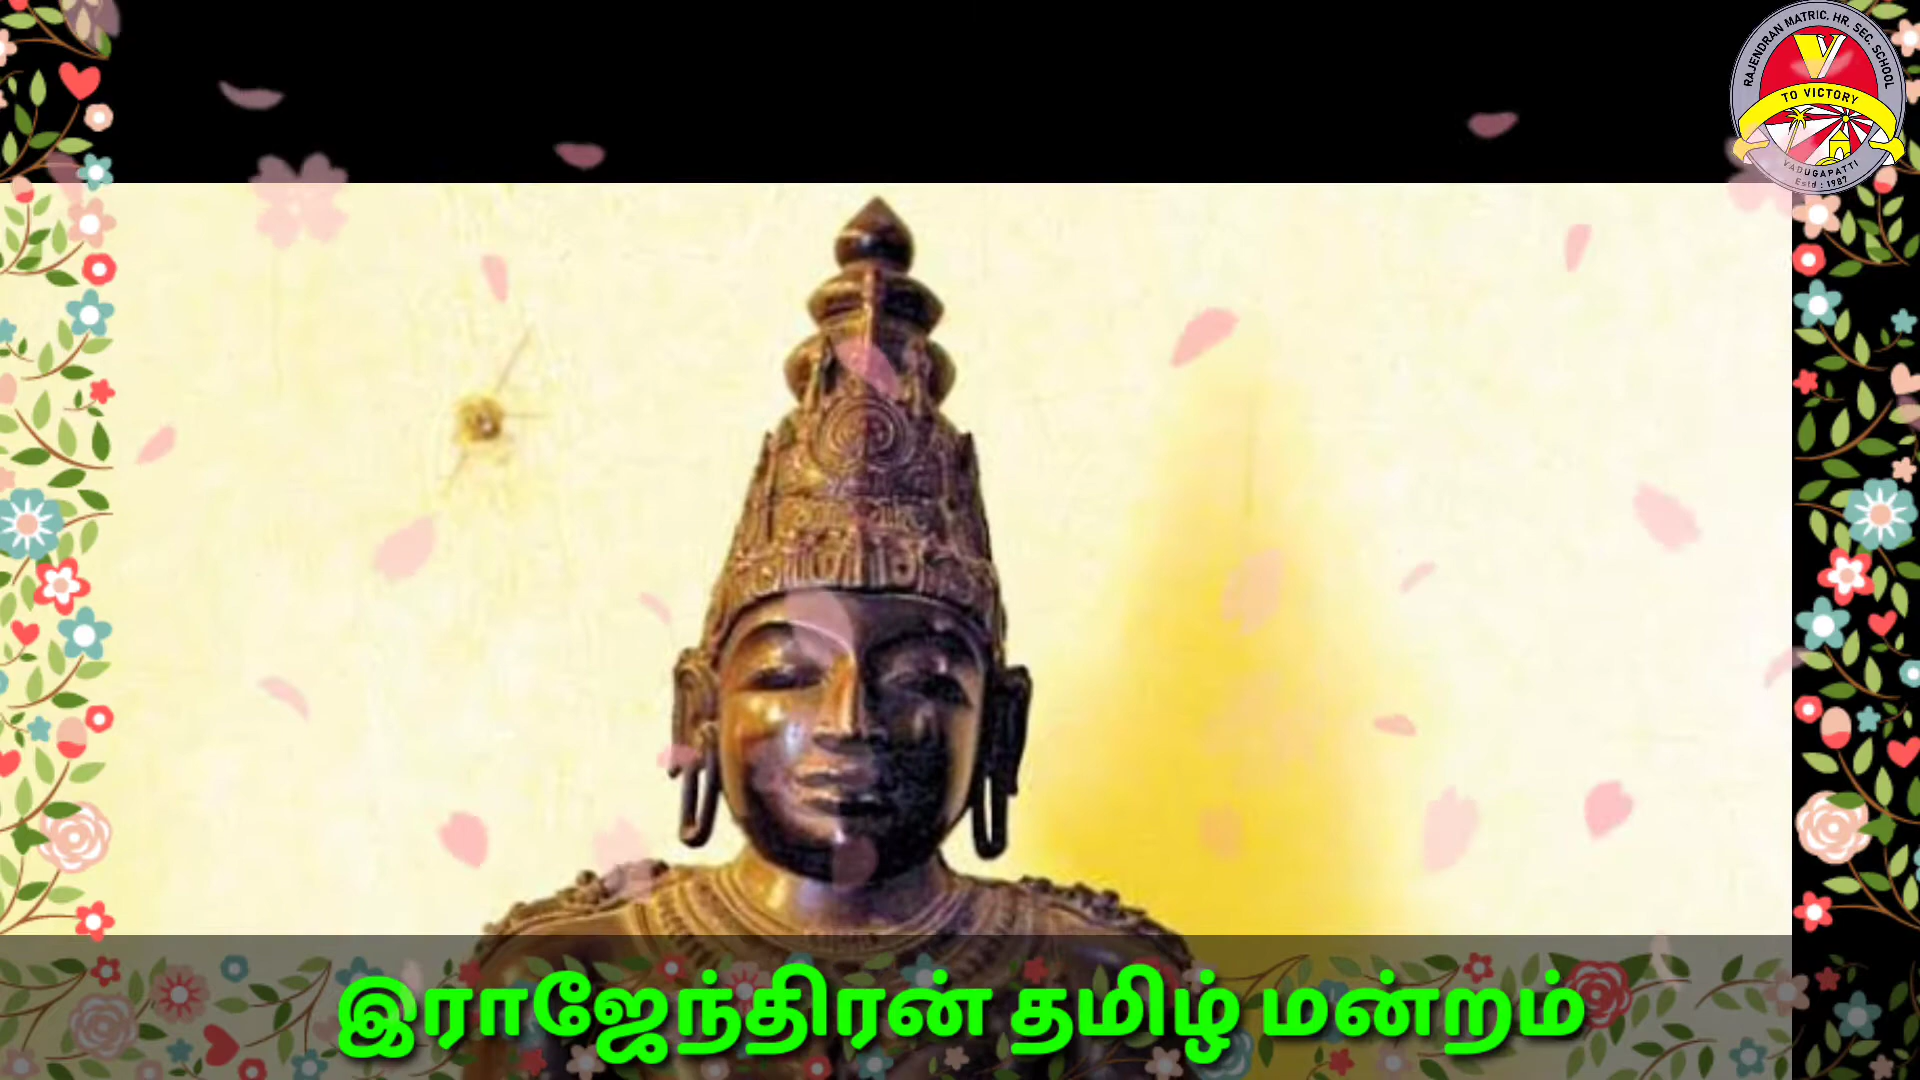 RAJENDRAN MATRIC. HR. SEC. SCHOOL
V
TO VICTORY
VADUGAPATTI
Estd : 1987
இராஜேந்திரன் தமிழ் மன்றம்